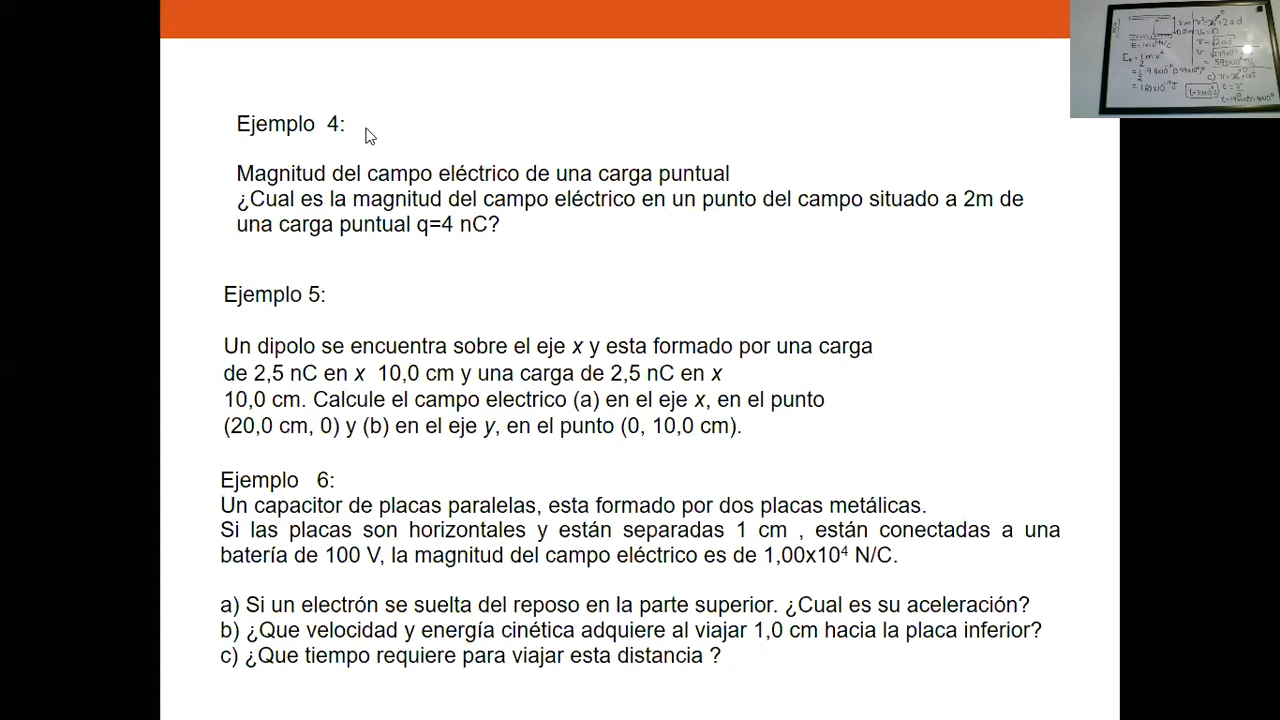 Ejemplo 4:
Magnitud del campo eléctrico de una carga puntual
¿Cual es la magnitud del campo eléctrico en un punto del campo situado a 2m de
una carga puntual q=4 nC?
Ejemplo 5:
Un dipolo se encuentra sobre el eje x y esta formado por una carga
de 2,5 nC en x 10,0 cm y una carga de 2,5 nC en x
10,0 cm. Calcule el campo electrico (a) en el eje x, en el punto
(20,0 cm, 0) y (b) en el eje y, en el punto (0, 10,0 cm).
Ejemplo 6:
Un capacitor de placas paralelas, esta formado por dos placas metálicas.
Si las placas son horizontales y están separadas 1 cm , están conectadas a una
batería de 100 V, la magnitud del campo eléctrico es de 1,00x10⁴ N/C.
a) Si un electrón se suelta del reposo en la parte superior. ¿Cual es su aceleración?
b) ¿Que velocidad y energía cinética adquiere al viajar 1,0 cm hacia la placa inferior?
c) ¿Que tiempo requiere para viajar esta distancia ?